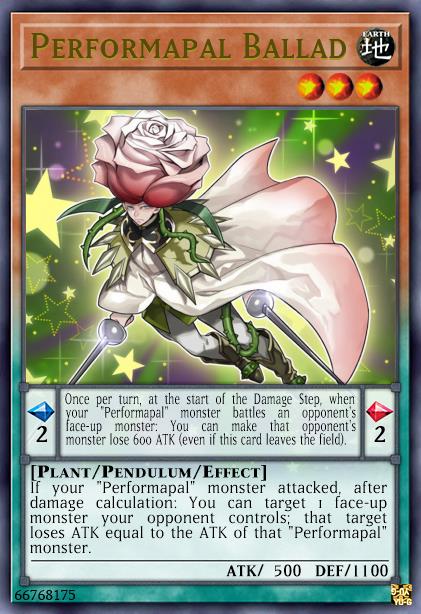 PERFORMAPAL BALLAD
EARTH
地
Once per turn, at the start of the Damage Step, when
your "Performapal" monster battles an opponent's
face-up monster: You can make that opponent's
monster lose 600 ATK (even if this card leaves the field).
2
2
[PLANT/PENDULUM/EFFECT]
If your "Performapal" monster attacked, after
damage calculation: You can target 1 face-up
monster your opponent controls; that target
loses ATK equal to the ATK of that "Performapal"
monster.
ATK/ 500 DEF/1100
66768175